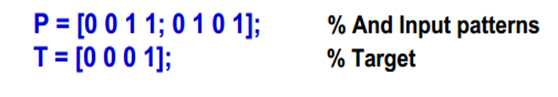 P = [0 0 1 1; 0 1 0 1]; % And Input patterns
T = [0 0 0 1]; % Target